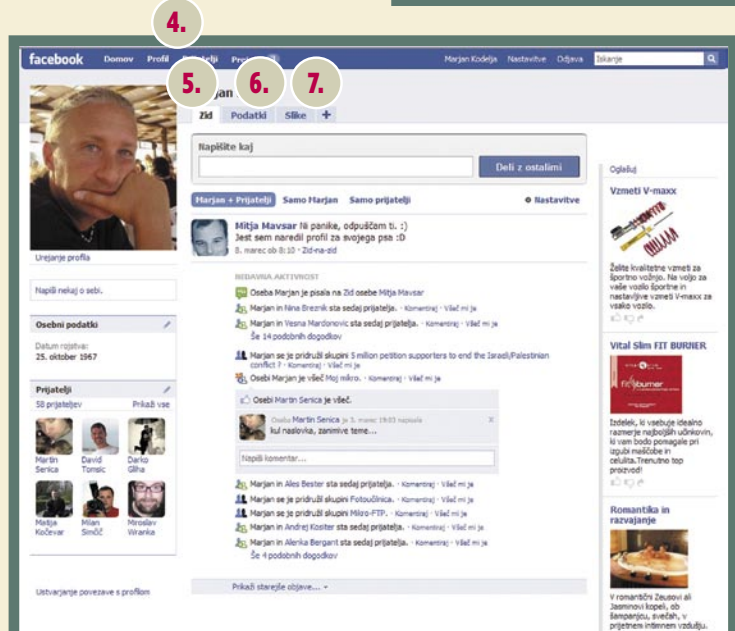 4.
facebook Domov Profil Prijatelji Marjan Kodelja Nastavitve Odjava Iskanje
5. 6. 7.
Zid Podatki Slike +
Napišite kaj
Deli z ostalimi
Marjan + Prijatelji Samo Marjan Samo prijatelji Nastavitve
Mitja Mavsar Ni panike, odpuščam ti. :)
Jest sem naredil profil za svojega psa :D
8. marec ob 8:10 · Zid-na-zid
NEDAVNA AKTIVNOST
Oseba Marjan je pisala na Zid osebe Mitja Mavsar
Marjan in Nina Breznik sta sedaj prijatelja. · Komentiraj · Všeč mi je
Marjan in Vesna Mardonovic sta sedaj prijatelja. · Komentiraj · Všeč mi je
Še 14 podobnih dogodkov
Marjan se je pridružil skupini 5 milion petition supporters to end the Israeli/Palestinian
conflict ? · Komentiraj · Všeč mi je
Osebi Marjan je všeč Moj mikro. · Komentiraj · Všeč mi je
Osebi Martin Senica je všeč.
Oseba Martin Senica je 3. marec 19:03 napisala
kul naslovka, zanimive teme...
Napiši komentar...
Marjan in Ales Bester sta sedaj prijatelja. · Komentiraj · Všeč mi je
Marjan se je pridružil skupini Fotoučilnica. · Komentiraj · Všeč mi je
Marjan se je pridružil skupini Mikro-FTP. · Komentiraj · Všeč mi je
Marjan in Andrej Kositer sta sedaj prijatelja. · Komentiraj · Všeč mi je
Marjan in Alenka Bergant sta sedaj prijatelja. · Komentiraj · Všeč mi je
Še 4 podobnih dogodkov
Prikaži starejše objave...
Urejanje profila
Napiši nekaj o sebi.
Osebni podatki
Datum rojstva:
25. oktober 1967
Prijatelji
58 prijateljev Prikaži vse
Martin Senica
David Tomsic
Darko Gliha
Matija Kočevar
Milan Simčič
Miroslav Wranka
Ustvarjanje povezave s profilom
Oglašuj
Vzmeti V-maxx
Želite kvalitetne vzmeti za
športno vožnjo. Na voljo za
vaše vozilo športne in
nastavljive vzmeti V-maxx za
vsako vozilo.
Vital Slim FIT BURNER
fitburner
Izdelek, ki vsebuje idealno
razmerje najboljših učinkovin,
ki vam bodo pomagale pri
izgubi maščobe in
celulita.Trenutno top
proizvod!
Romantika in
razvajanje
V romantični Zeusovi ali
Jasminovi kopeli, ob
šampanjcu, svečah, v
prijetnem intimnem vzdušju.